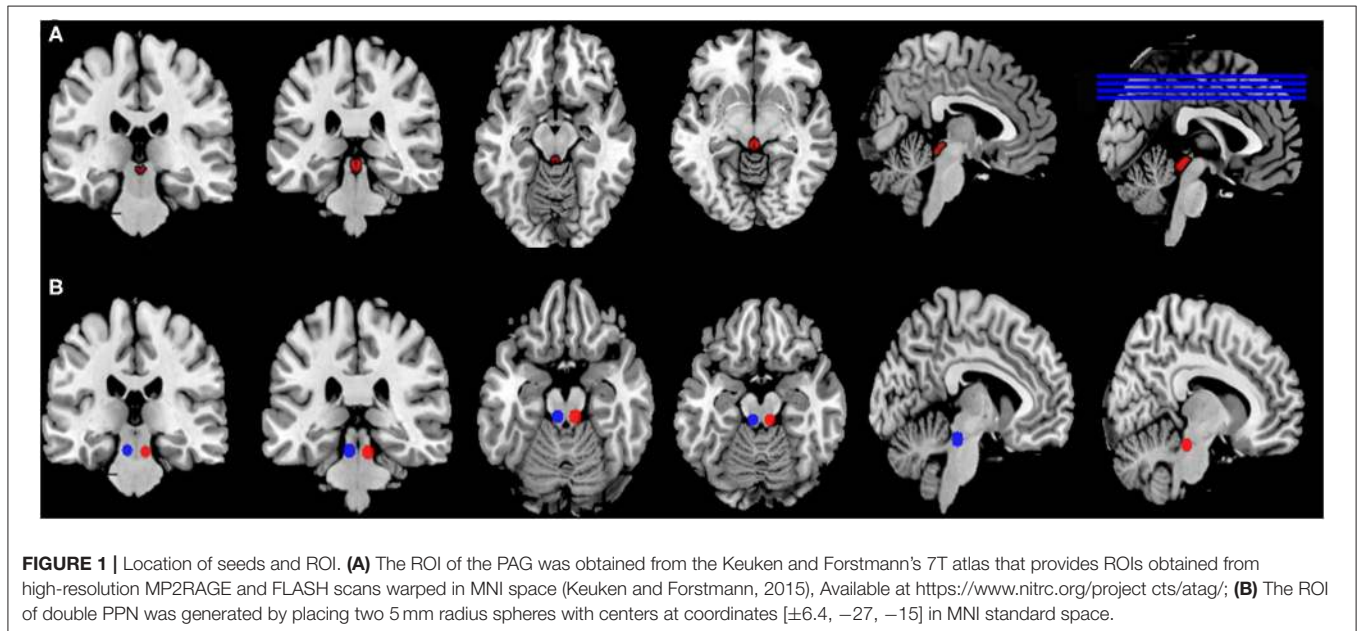 A
B
FIGURE 1 | Location of seeds and ROI. (A) The ROI of the PAG was obtained from the Keuken and Forstmann's 7T atlas that provides ROIs obtained from
high-resolution MP2RAGE and FLASH scans warped in MNI space (Keuken and Forstmann, 2015), Available at https://www.nitrc.org/project cts/atag/; (B) The ROI
of double PPN was generated by placing two 5 mm radius spheres with centers at coordinates [±6.4, −27, −15] in MNI standard space.